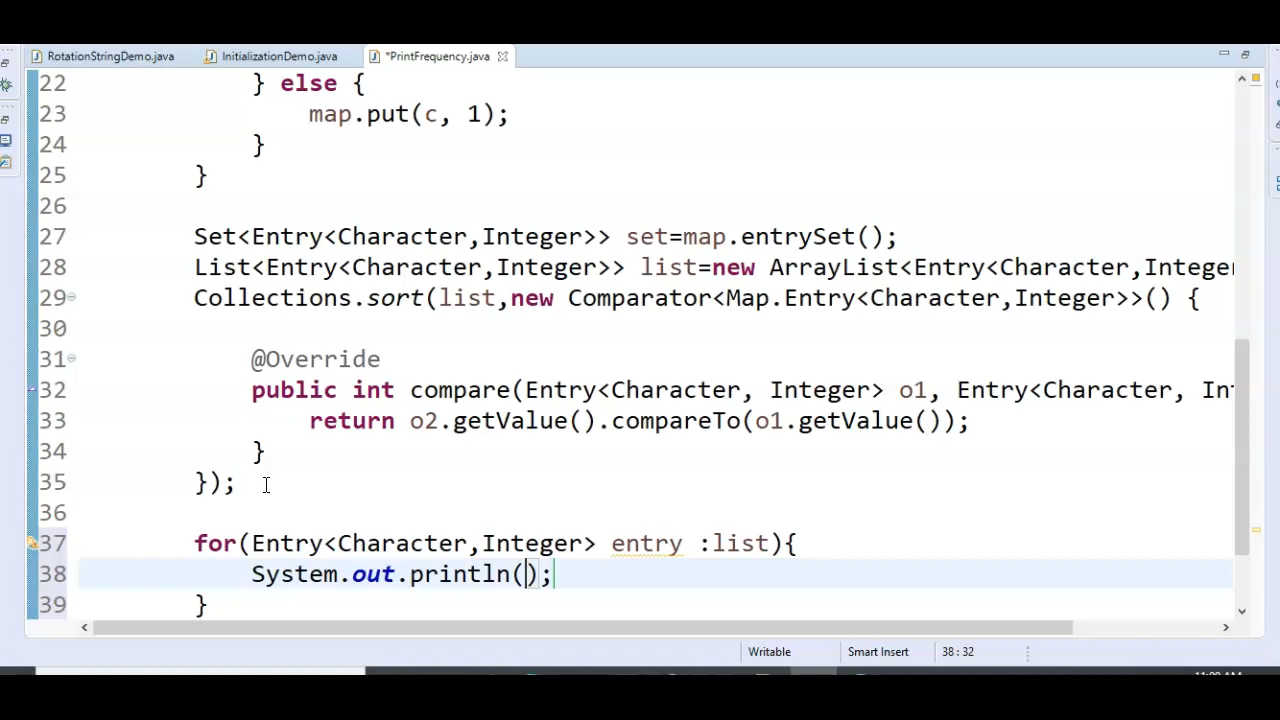 RotationStringDemo.java InitializationDemo.java *PrintFrequency.java
22 } else {
23 map.put(c, 1);
24 }
25 }
26
27 Set<Entry<Character,Integer>> set=map.entrySet();
28 List<Entry<Character,Integer>> list=new ArrayList<Entry<Character,Integer
29 Collections.sort(list,new Comparator<Map.Entry<Character,Integer>>() {
30
31 @Override
32 public int compare(Entry<Character, Integer> o1, Entry<Character, Int
33 return o2.getValue().compareTo(o1.getValue());
34 }
35 });
36
37 for(Entry<Character,Integer> entry :list){
38 System.out.println();
39 }
Writable Smart Insert 38 : 32